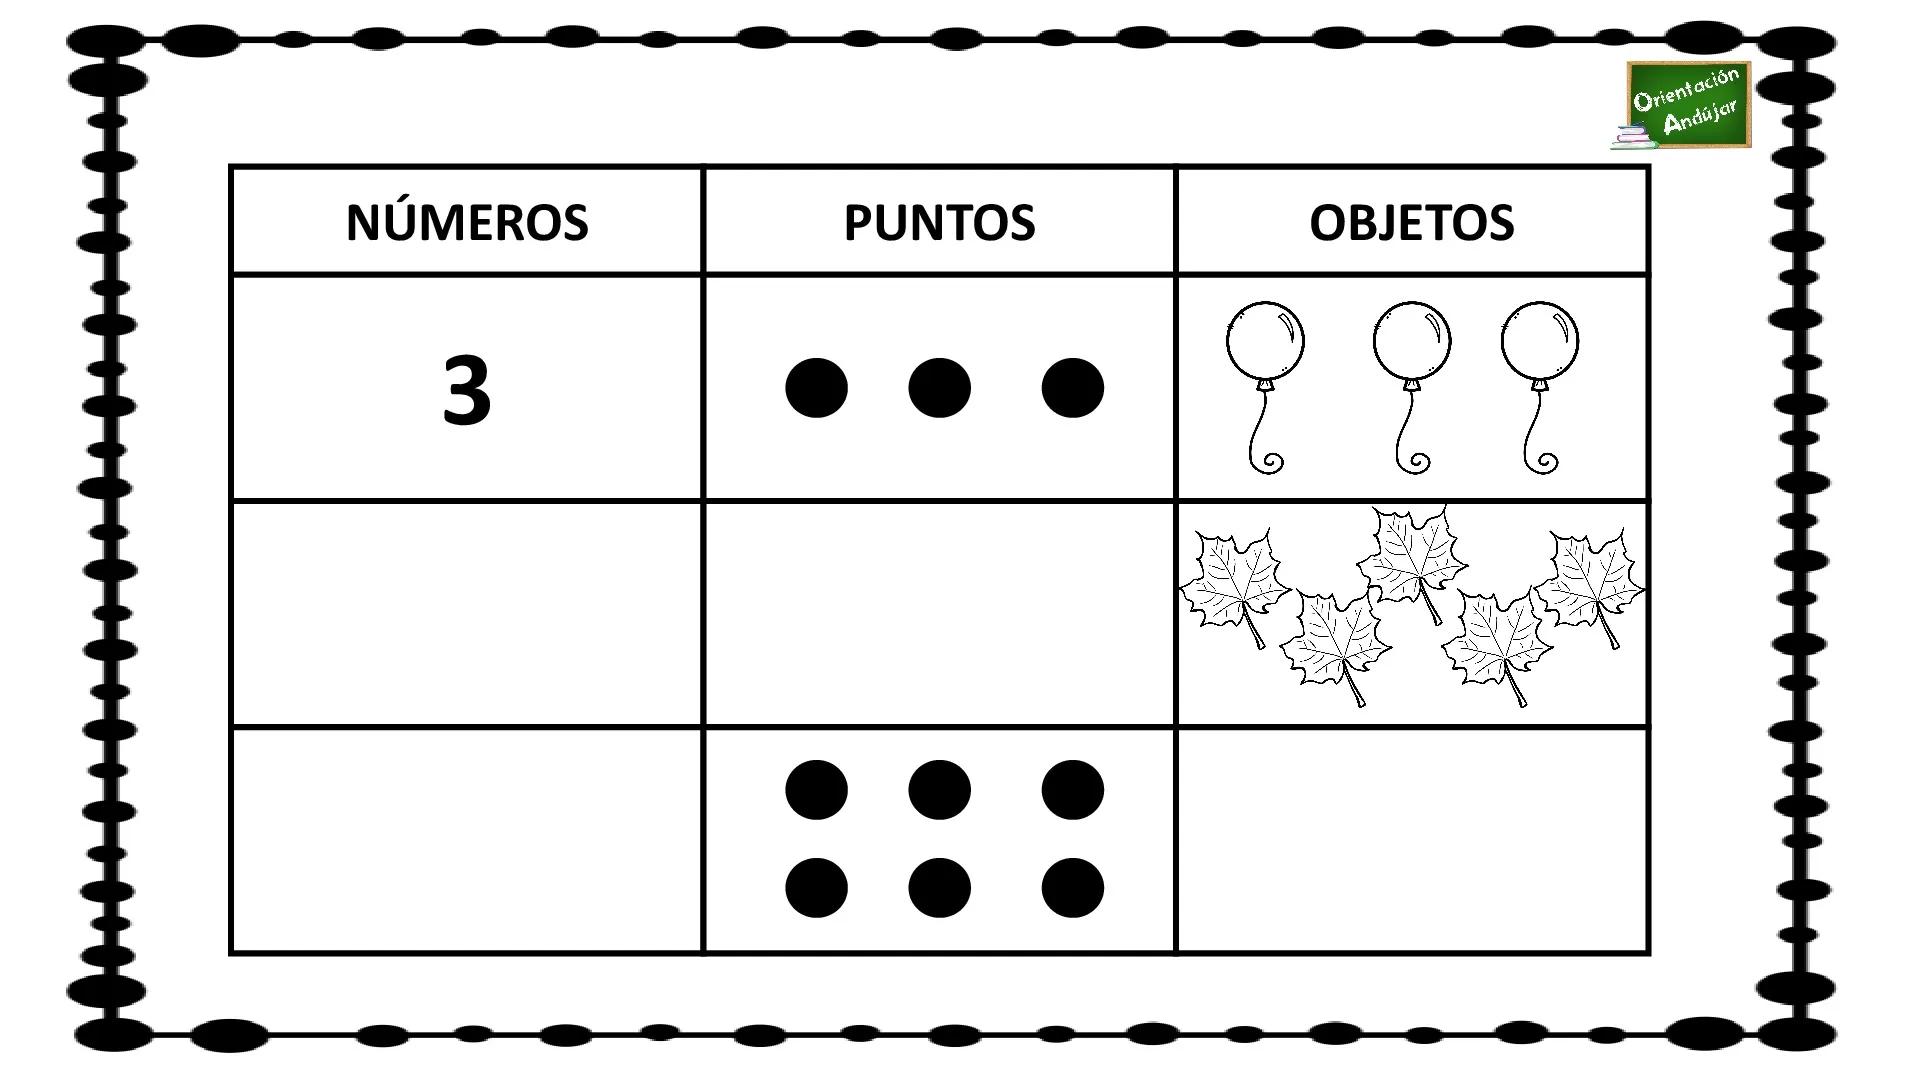 Orientación
Andújar
NÚMEROS PUNTOS OBJETOS
3